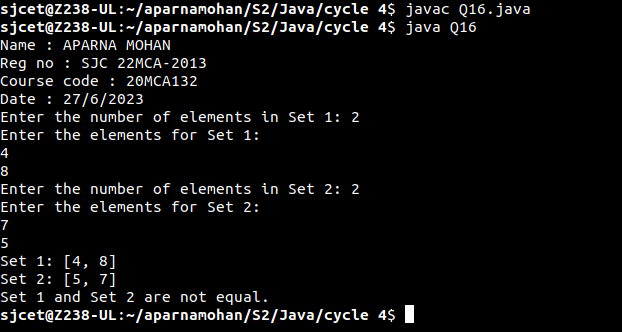 sjcet@Z238-UL:~/aparnamohan/S2/Java/cycle 4$ javac Q16.java
sjcet@Z238-UL:~/aparnamohan/S2/Java/cycle 4$ java Q16
Name : APARNA MOHAN
Reg no : SJC 22MCA-2013
Course code : 20MCA132
Date : 27/6/2023
Enter the number of elements in Set 1: 2
Enter the elements for Set 1:
4
8
Enter the number of elements in Set 2: 2
Enter the elements for Set 2:
7
5
Set 1: [4, 8]
Set 2: [5, 7]
Set 1 and Set 2 are not equal.
sjcet@Z238-UL:~/aparnamohan/S2/Java/cycle 4$